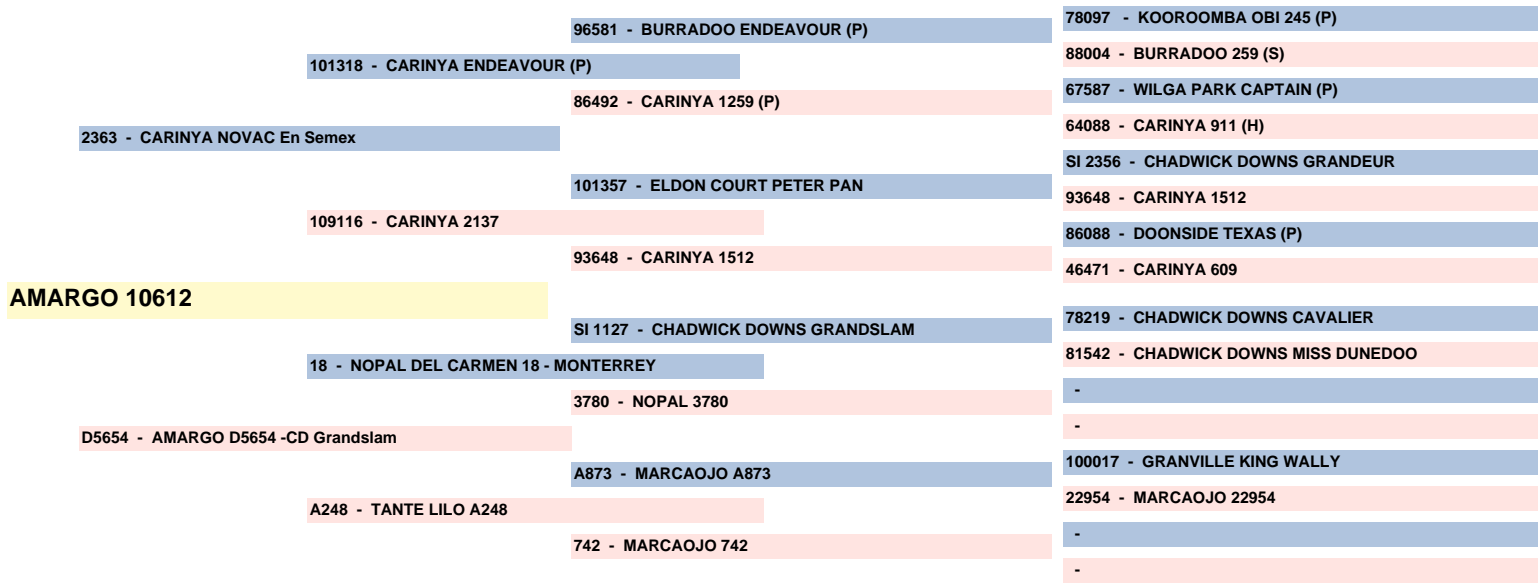 78097 - KOOROOMBA OBI 245 (P)
96581 - BURRADOO ENDEAVOUR (P)
88004 - BURRADOO 259 (S)
101318 - CARINYA ENDEAVOUR (P)
67587 - WILGA PARK CAPTAIN (P)
86492 - CARINYA 1259 (P)
64088 - CARINYA 911 (H)
2363 - CARINYA NOVAC En Semex
SI 2356 - CHADWICK DOWNS GRANDEUR
101357 - ELDON COURT PETER PAN
93648 - CARINYA 1512
109116 - CARINYA 2137
86088 - DOONSIDE TEXAS (P)
93648 - CARINYA 1512
46471 - CARINYA 609
AMARGO 10612
78219 - CHADWICK DOWNS CAVALIER
SI 1127 - CHADWICK DOWNS GRANDSLAM
81542 - CHADWICK DOWNS MISS DUNEDOO
18 - NOPAL DEL CARMEN 18 - MONTERREY
-
3780 - NOPAL 3780
-
D5654 - AMARGO D5654 -CD Grandslam
100017 - GRANVILLE KING WALLY
A873 - MARCAOJO A873
22954 - MARCAOJO 22954
A248 - TANTE LILO A248
-
742 - MARCAOJO 742
-